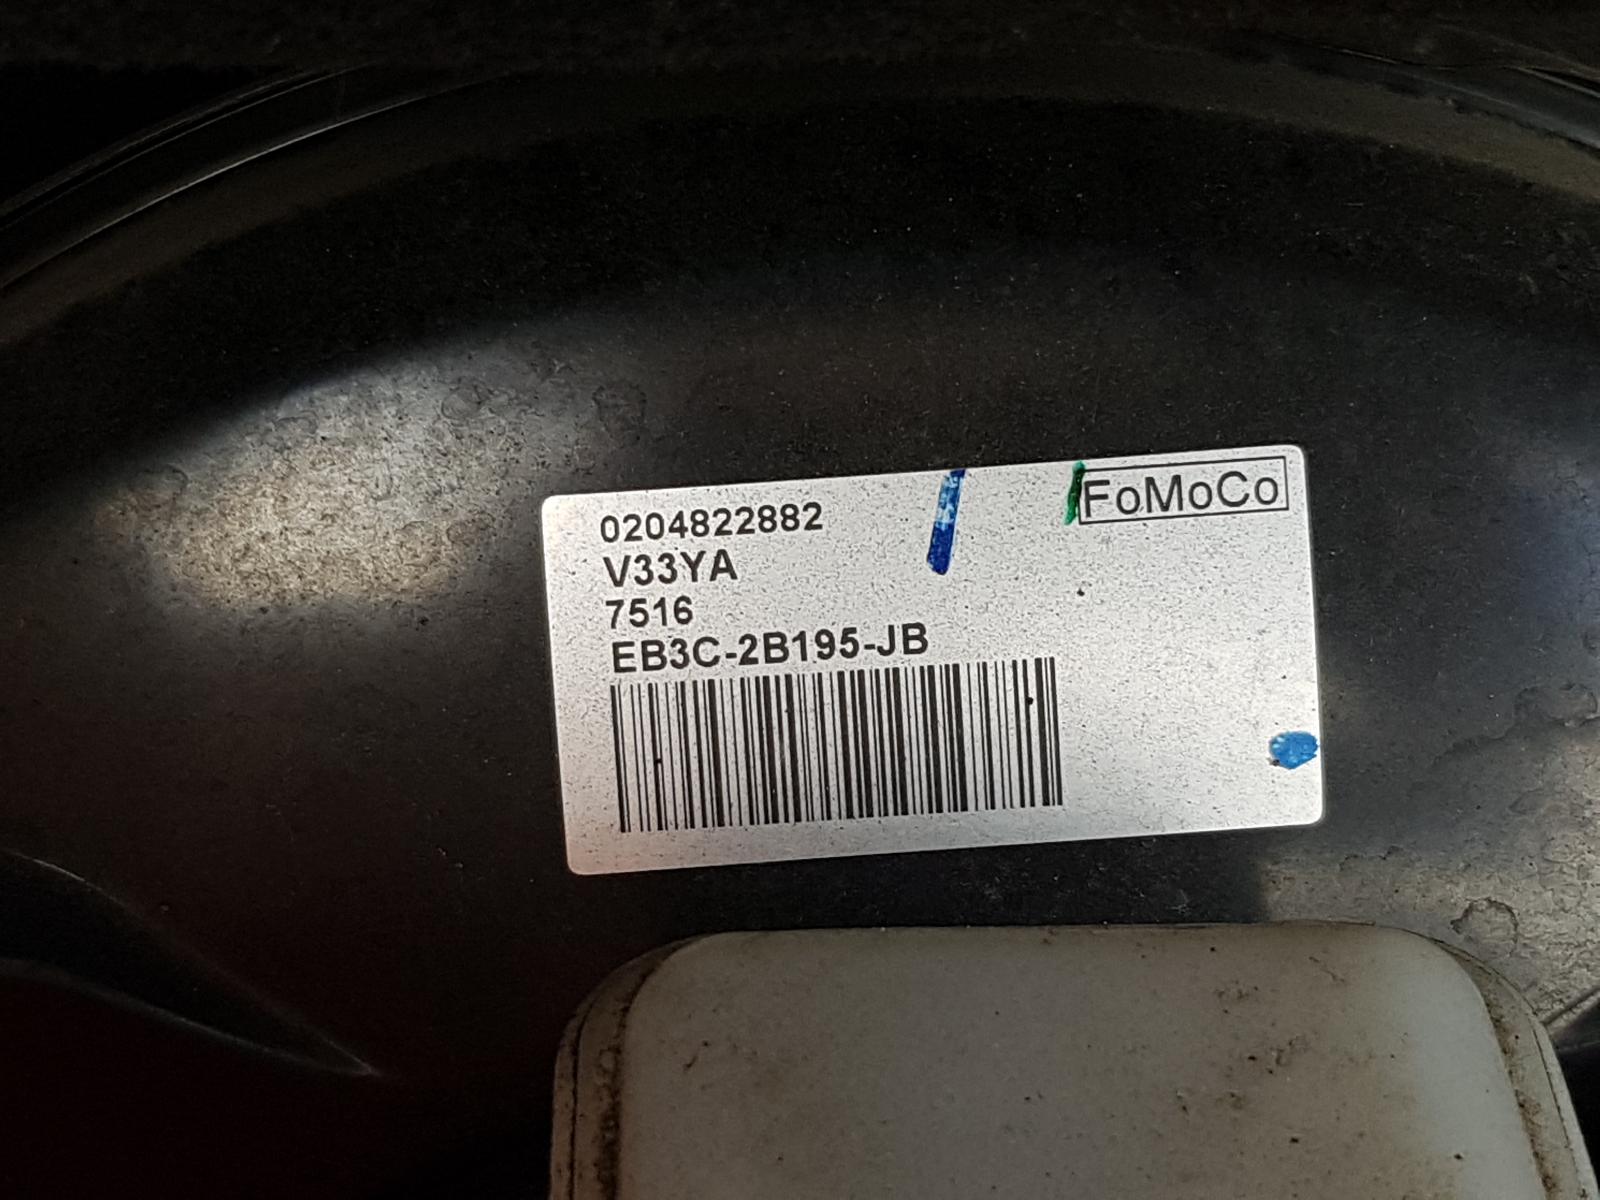 0204822882
FoMoCo
V33YA
7516
EB3C-2B195-JB